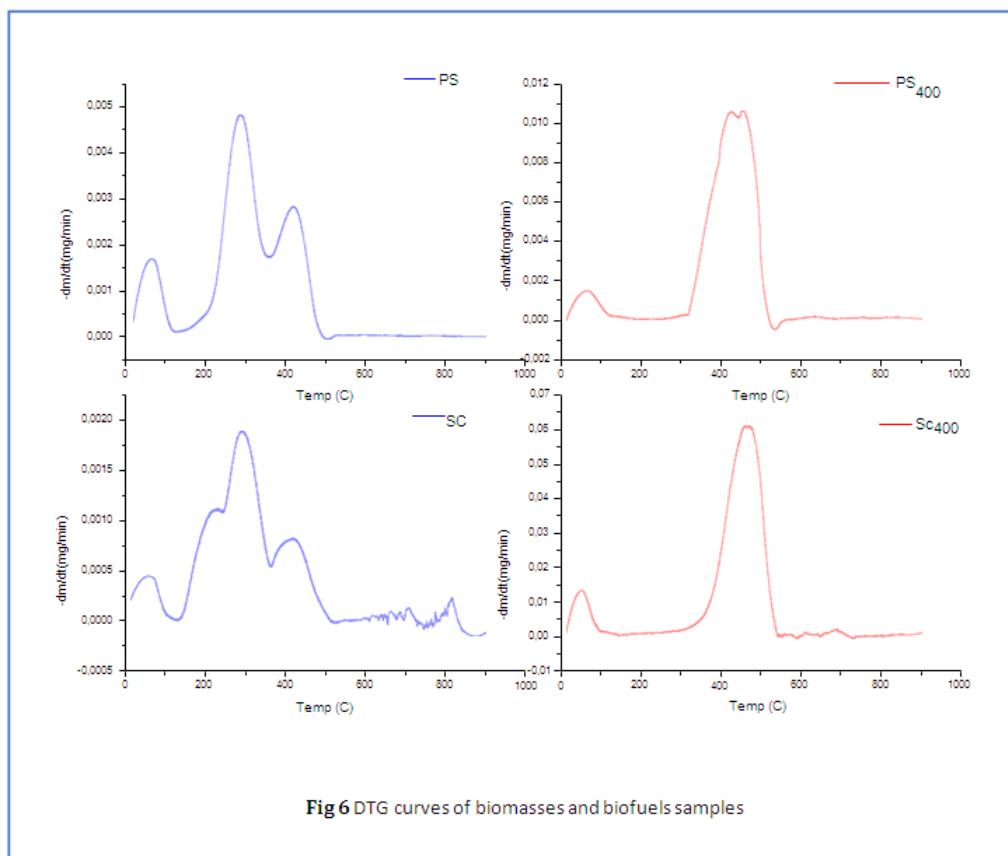 PS
0,005
0,004
0,003
0,002
0,001
0,000
-dm/dt(mg/min)
0 200 400 600 800 1000
Temp (C)
PS400
0,012
0,010
0,008
0,006
0,004
0,002
0,000
-0,002
-dm/dt(mg/min)
0 200 400 600 800 1000
Temp (C)
SC
0,0020
0,0015
0,0010
0,0005
0,0000
-0,0005
-dm/dt(mg/min)
0 200 400 600 800 1000
Temp (C)
Sc400
0,07
0,06
0,05
0,04
0,03
0,02
0,01
0,00
-0,01
-dm/dt(mg/min)
0 200 400 600 800 1000
Temp (C)
Fig 6 DTG curves of biomasses and biofuels samples